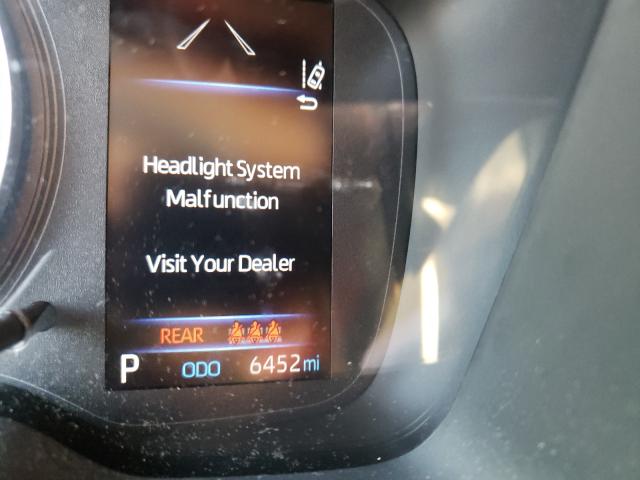 Headlight System
Malfunction
Visit Your Dealer
REAR
P ODO 6452 mi